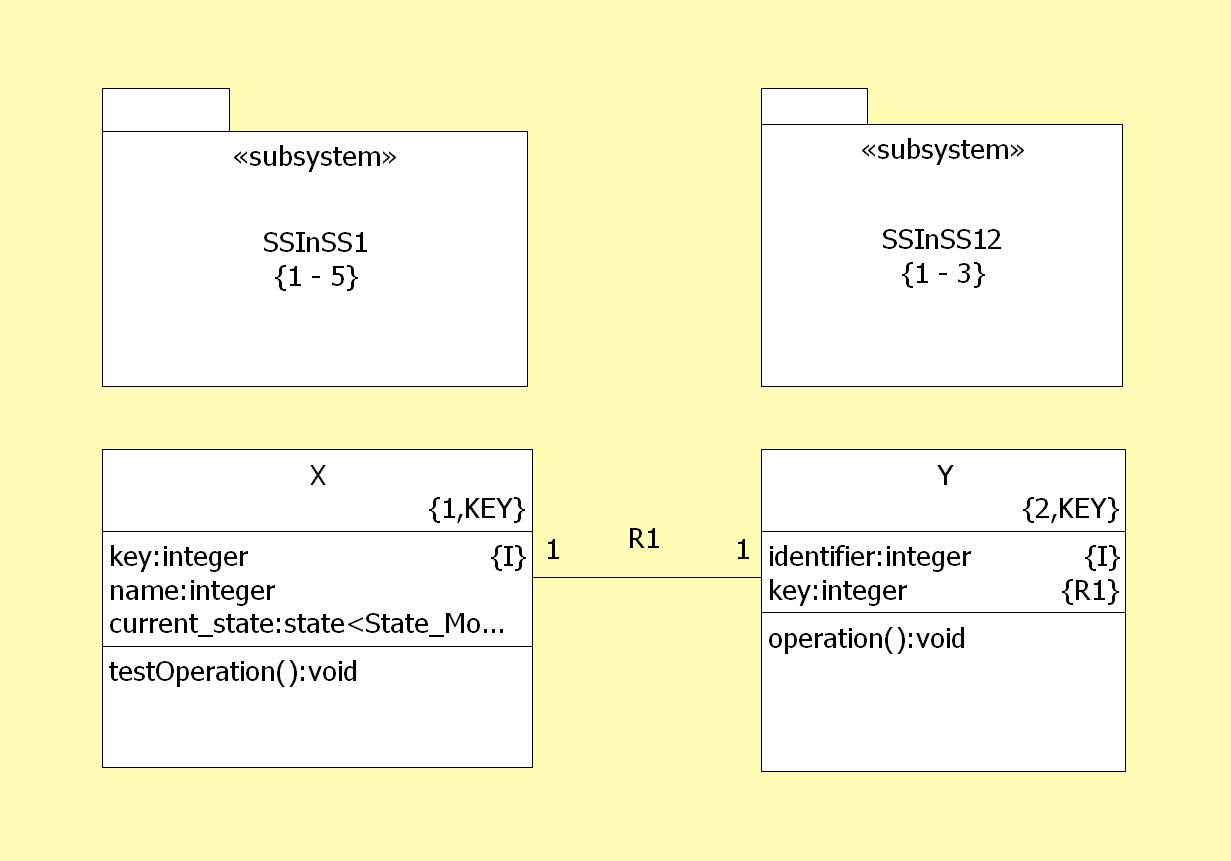 «subsystem»
SSInSS1
{1 - 5}
«subsystem»
SSInSS12
{1 - 3}
X
{1,KEY}
key:integer {I}
name:integer
current_state:state<State_Mo...
testOperation():void
1 R1 1
Y
{2,KEY}
identifier:integer {I}
key:integer {R1}
operation():void